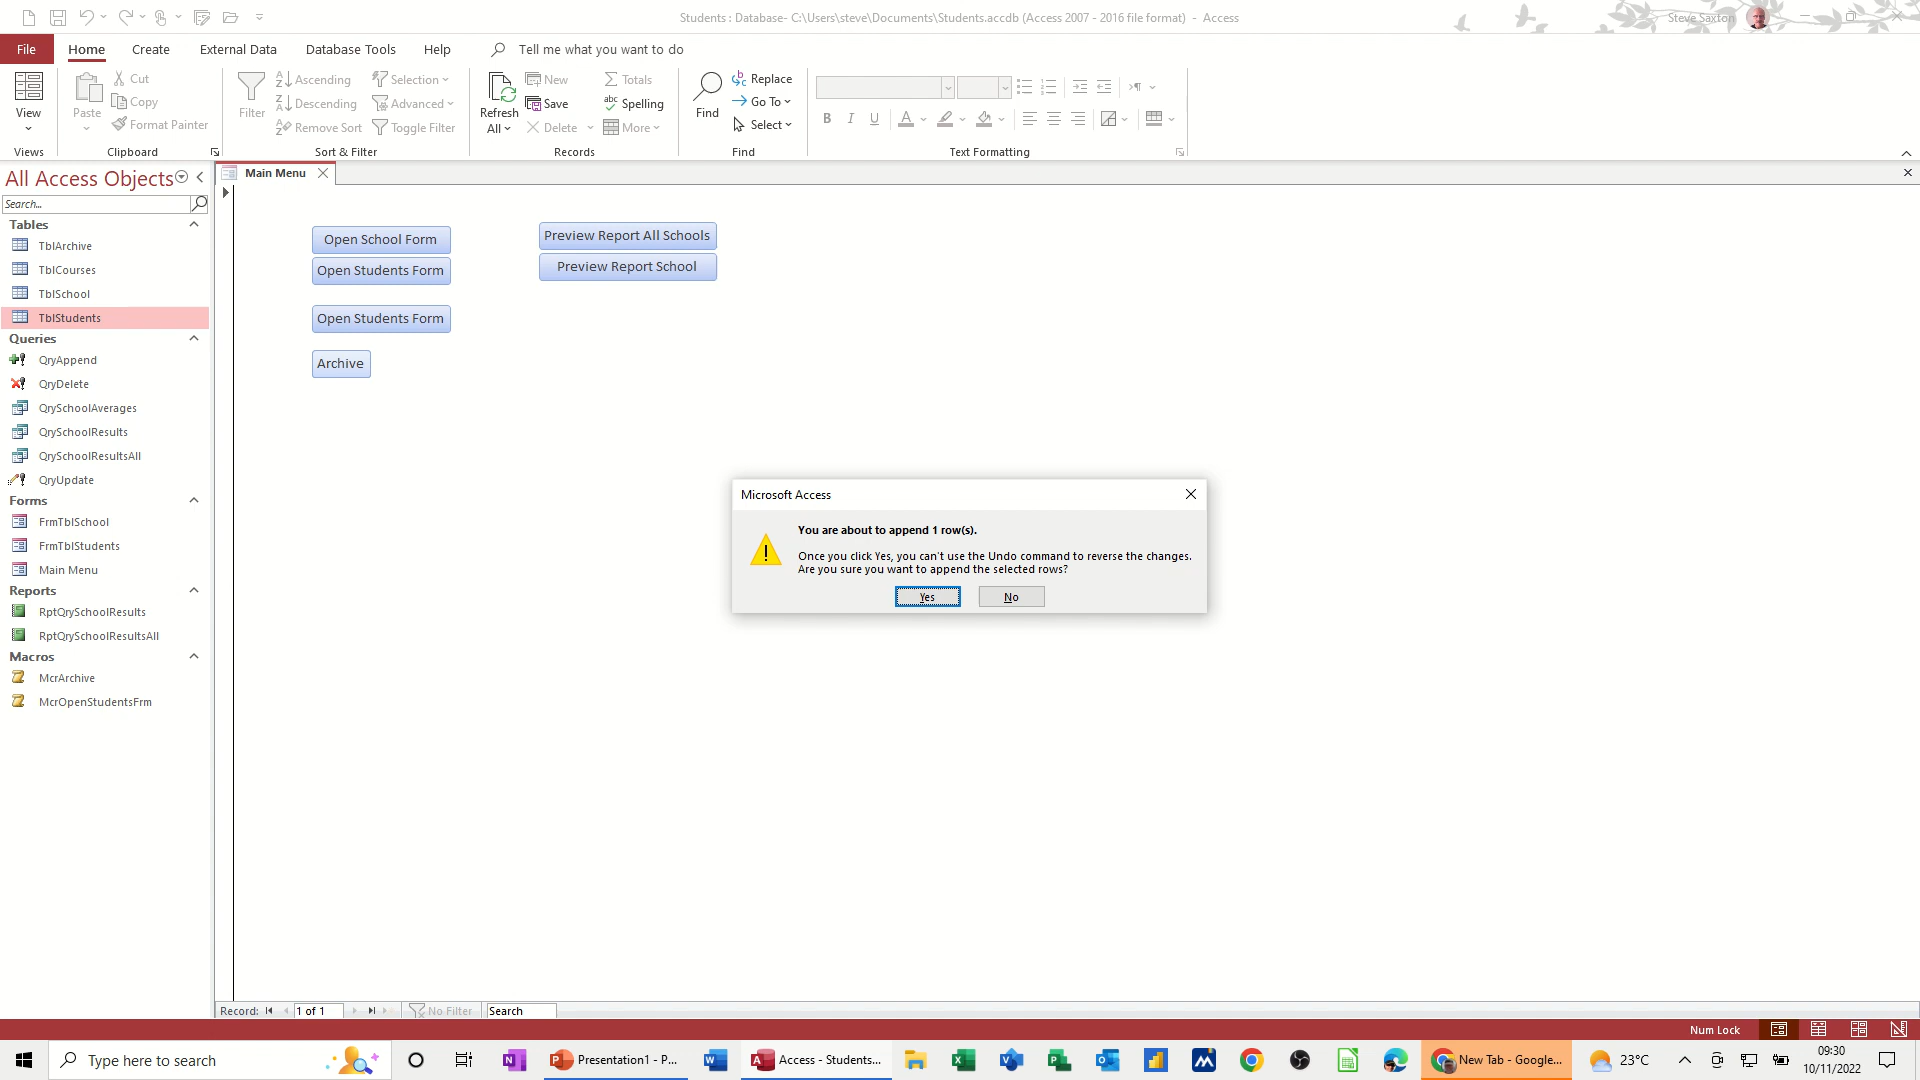 Students : Database- C:\Users\steve\Documents\Students.accdb (Access 2007 - 2016 file format)  -  Access
Steve Saxton
File
Home
Create
External Data
Database Tools
Help
Tell me what you want to do
View
Views
Paste
Cut
Copy
Format Painter
Clipboard
Filter
Ascending
Descending
Remove Sort
Selection
Advanced
Toggle Filter
Sort & Filter
Refresh
All
New
Save
Delete
Totals
Spelling
More
Records
Find
Replace
Go To
Select
Find
B I U A
Text Formatting
All Access Objects
Search...
Tables
TblArchive
TblCourses
TblSchool
TblStudents
Queries
QryAppend
QryDelete
QrySchoolAverages
QrySchoolResults
QrySchoolResultsAll
QryUpdate
Forms
FrmTblSchool
FrmTblStudents
Main Menu
Reports
RptQrySchoolResults
RptQrySchoolResultsAll
Macros
McrArchive
McrOpenStudentsFrm
Main Menu
Open School Form
Open Students Form
Open Students Form
Archive
Preview Report All Schools
Preview Report School
Microsoft Access
You are about to append 1 row(s).
Once you click Yes, you can't use the Undo command to reverse the changes.
Are you sure you want to append the selected rows?
Yes
No
Record:
1 of 1
No Filter
Search
Num Lock
Type here to search
Presentation1 - P...
Access - Students...
New Tab - Google...
23°C
09:30
10/11/2022